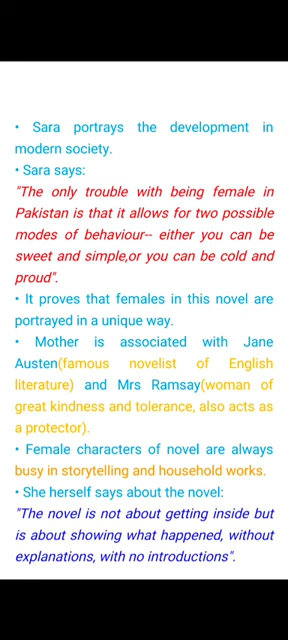 • Sara portrays the development in
modern society.
• Sara says:
"The only trouble with being female in
Pakistan is that it allows for two possible
modes of behaviour-- either you can be
sweet and simple,or you can be cold and
proud".
• It proves that females in this novel are
portrayed in a unique way.
• Mother is associated with Jane
Austen(famous novelist of English
literature) and Mrs Ramsay(woman of
great kindness and tolerance, also acts as
a protector).
• Female characters of novel are always
busy in storytelling and household works.
• She herself says about the novel:
"The novel is not about getting inside but
is about showing what happened, without
explanations, with no introductions".